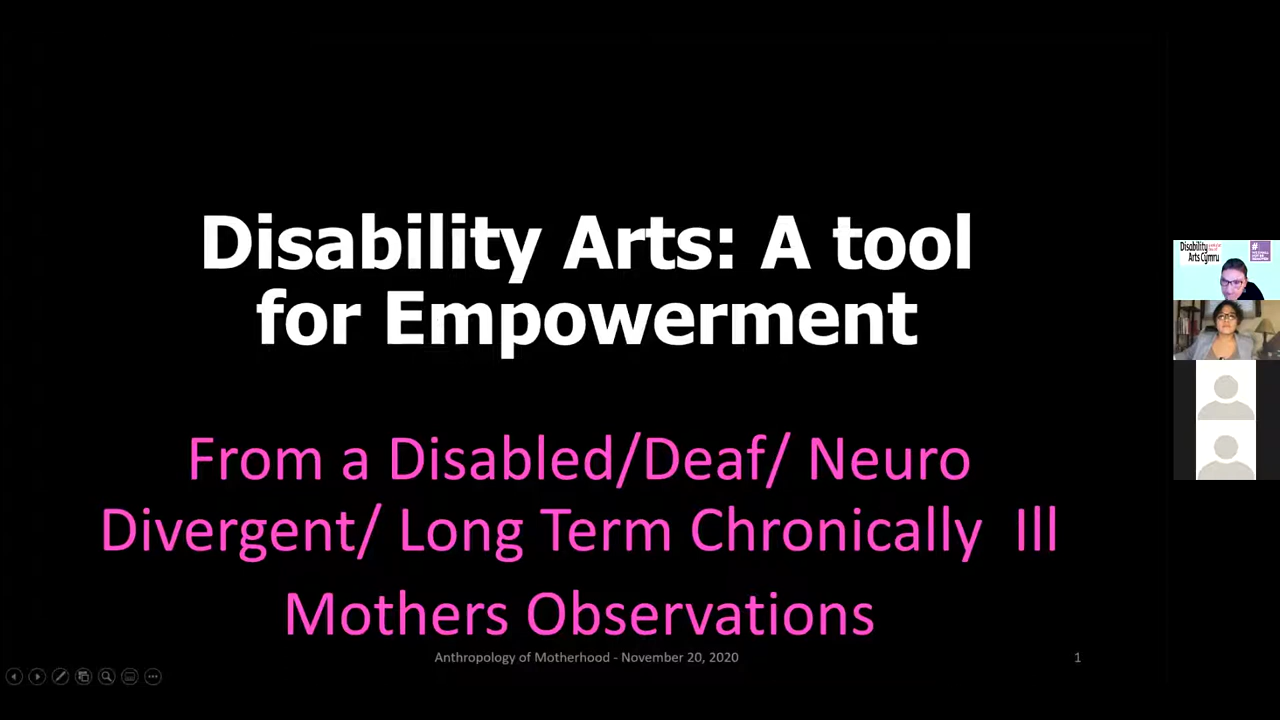 Disability Arts: A tool
for Empowerment
From a Disabled/Deaf/ Neuro
Divergent/ Long Term Chronically  Ill
Mothers Observations
Anthropology of Motherhood - November 20, 2020
1
Disability
Arts Cymru